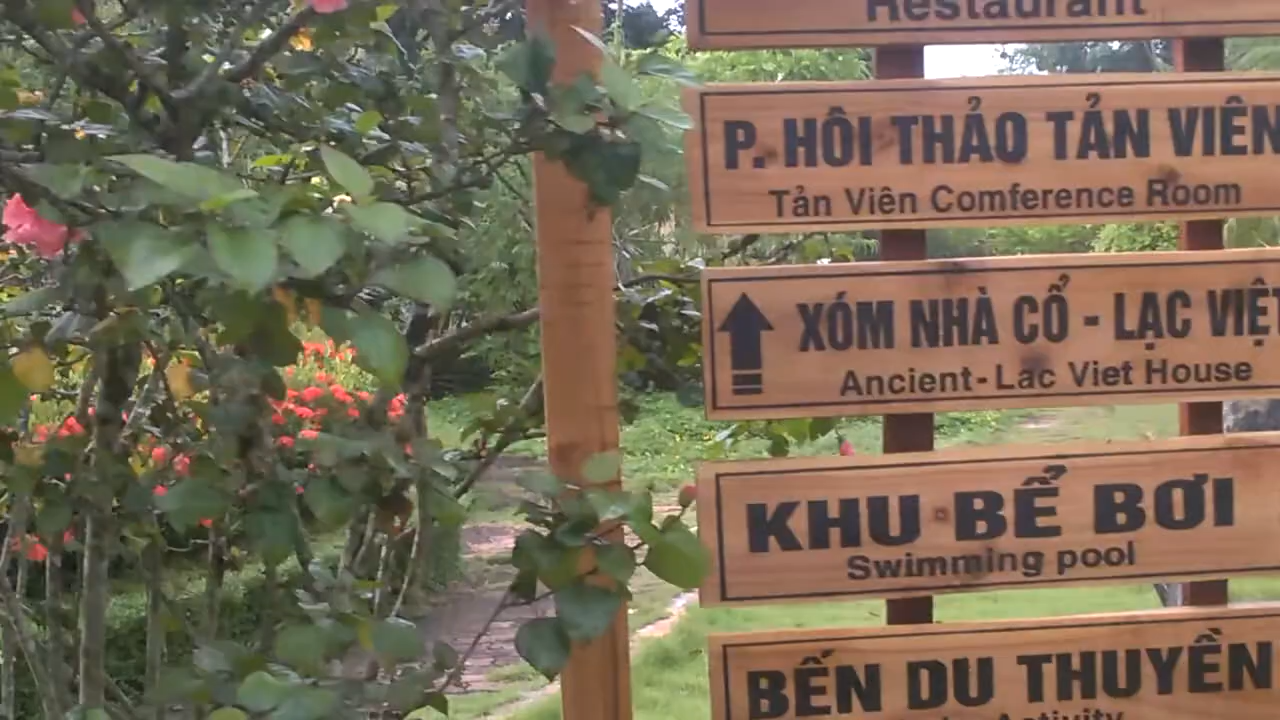 Restaurant
P. HÔI THẢO TẢN VIÊN
Tản Viên Comference Room
XÓM NHÀ CỔ - LẠC VIỆT
Ancient-Lac Viet House
KHU BỂ BƠI
Swimming pool
BẾN DU THUYỀN
Activity